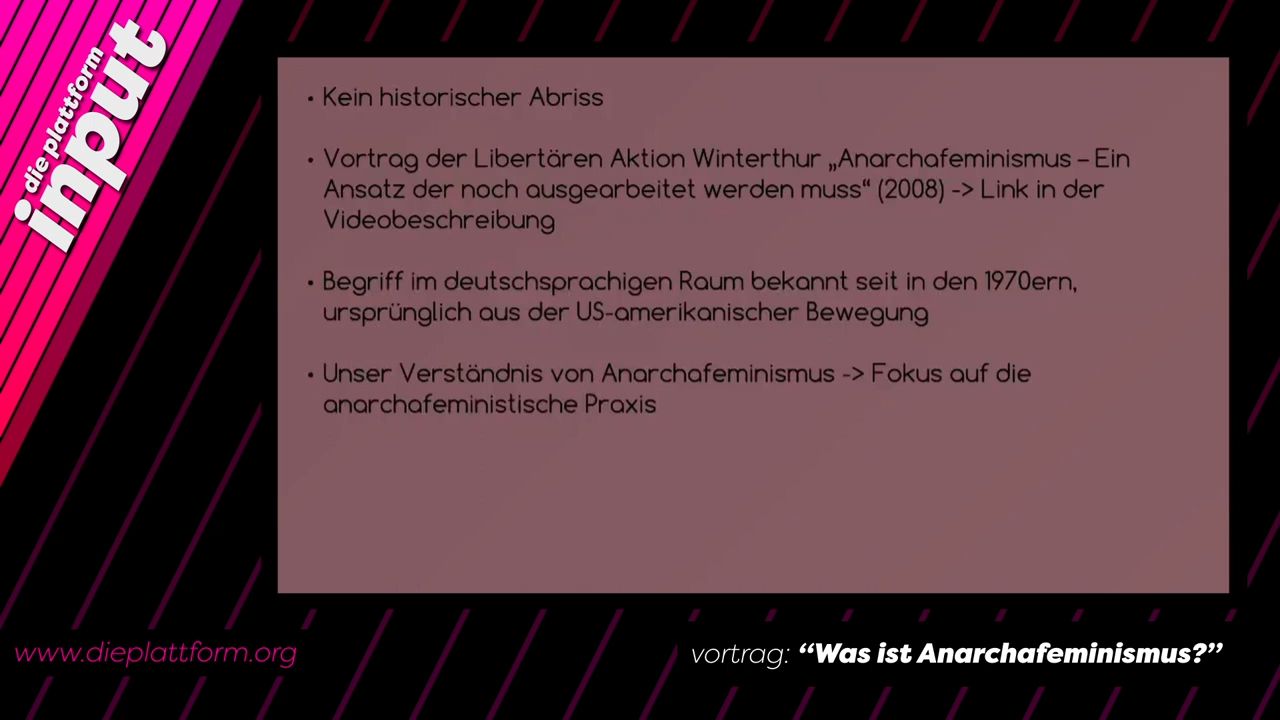 die plattform
input
• Kein historischer Abriss
• Vortrag der Libertären Aktion Winterthur „Anarchafeminismus – Ein
Ansatz der noch ausgearbeitet werden muss“ (2008) -> Link in der
Videobeschreibung
• Begriff im deutschsprachigen Raum bekannt seit in den 1970ern,
ursprünglich aus der US-amerikanischer Bewegung
• Unser Verständnis von Anarchafeminismus -> Fokus auf die
anarchafeministische Praxis
www.dieplattform.org
vortrag: “Was ist Anarchafeminismus?”